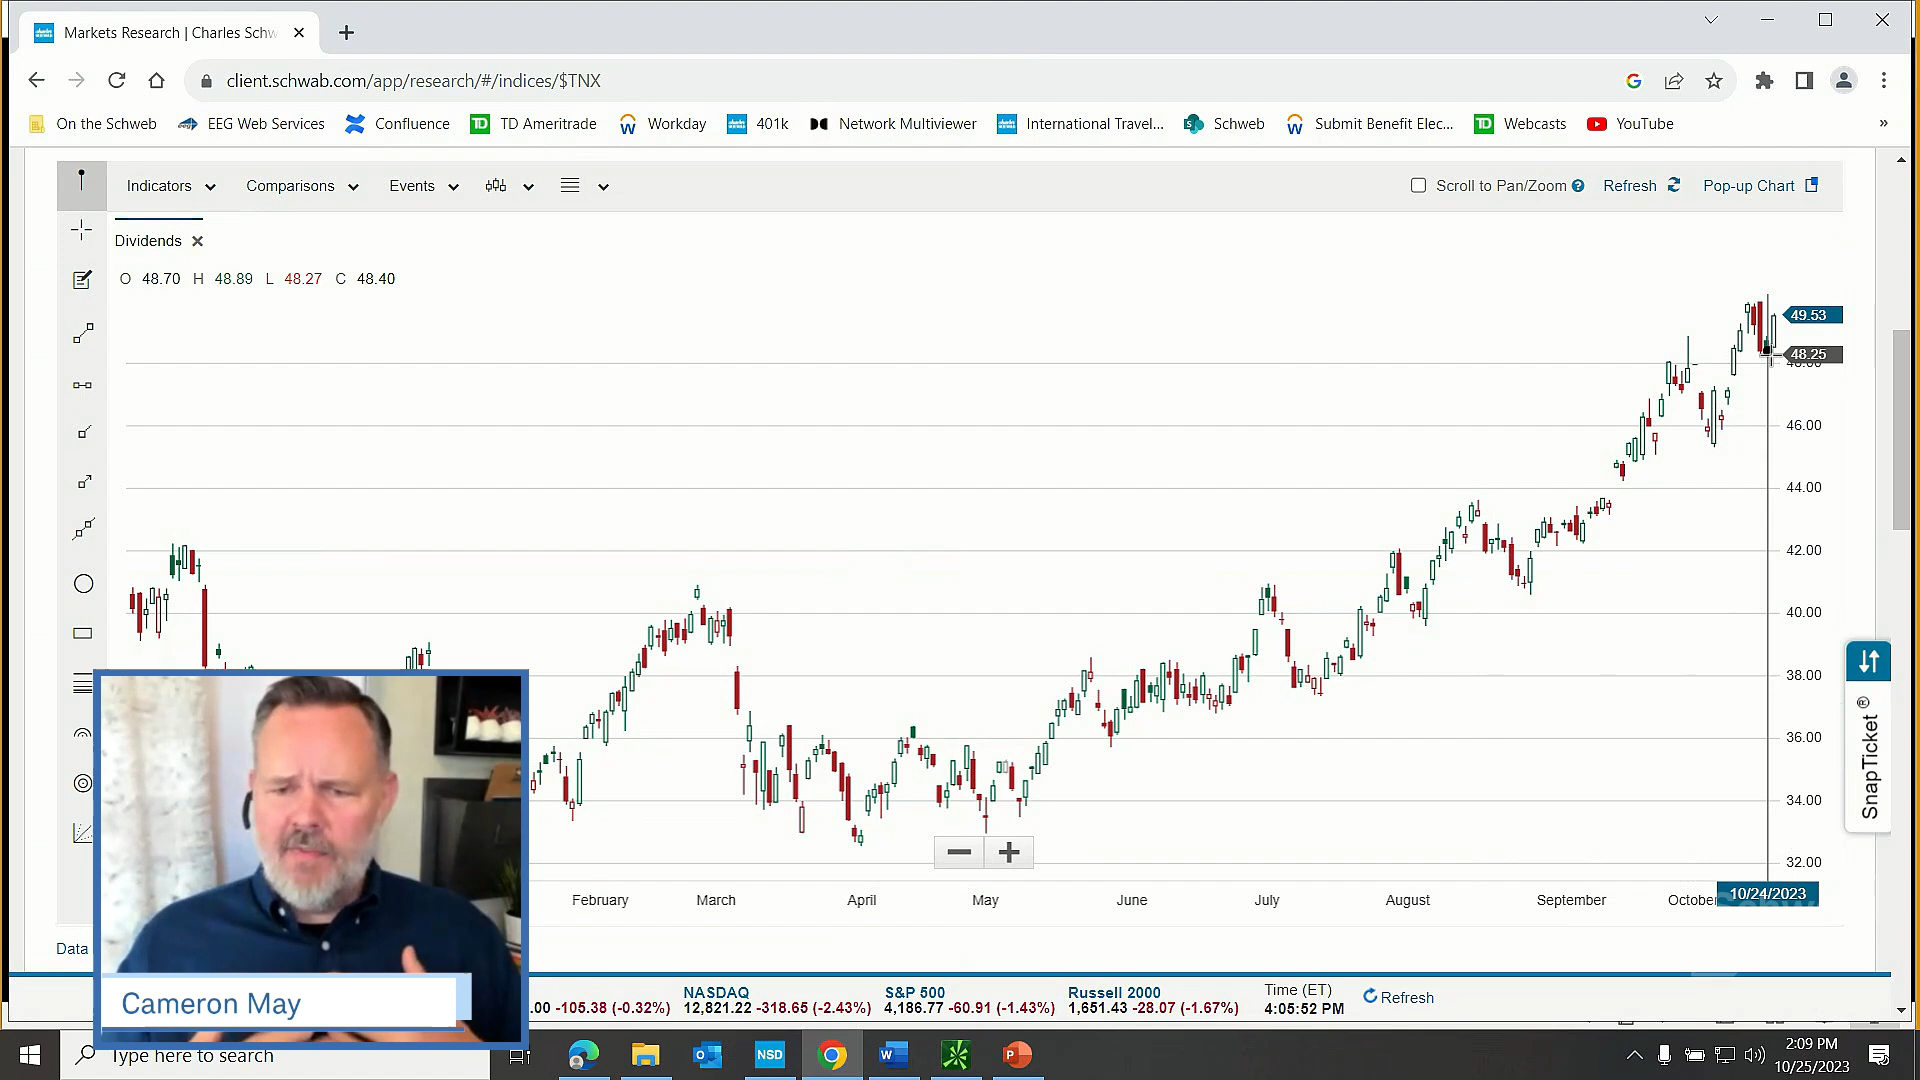 Markets Research | Charles Schw
client.schwab.com/app/research/#/indices/$TNX
On the Schweb EEG Web Services Confluence TD TD Ameritrade Workday 401k Network Multiviewer International Travel... Schweb Submit Benefit Elec... TD Webcasts YouTube »
Indicators Comparisons Events Scroll to Pan/Zoom ? Refresh Pop-up Chart
Dividends
O 48.70 H 48.89 L 48.27 C 48.40
49.53
48.25
46.00
44.00
42.00
40.00
38.00
36.00
34.00
32.00
SnapTicket ®
February March April May June July August September October 10/24/2023
Data
Cameron May
NASDAQ S&P 500 Russell 2000 Time (ET)
.00 -105.38 (-0.32%) 12,821.22 -318.65 (-2.43%) 4,186.77 -60.91 (-1.43%) 1,651.43 -28.07 (-1.67%) 4:05:52 PM Refresh
Type here to search
NSD
2:09 PM
10/25/2023